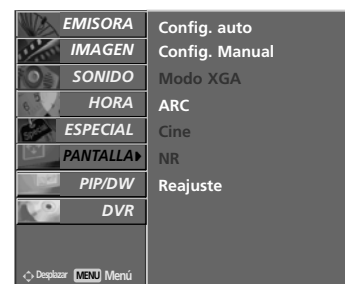 EMISORA
IMAGEN
SONIDO
HORA
ESPECIAL
PANTALLA
PIP/DW
DVR
Desplazar MENU Menú
Config. auto
Config. Manual
Modo XGA
ARC
Cine
NR
Reajuste